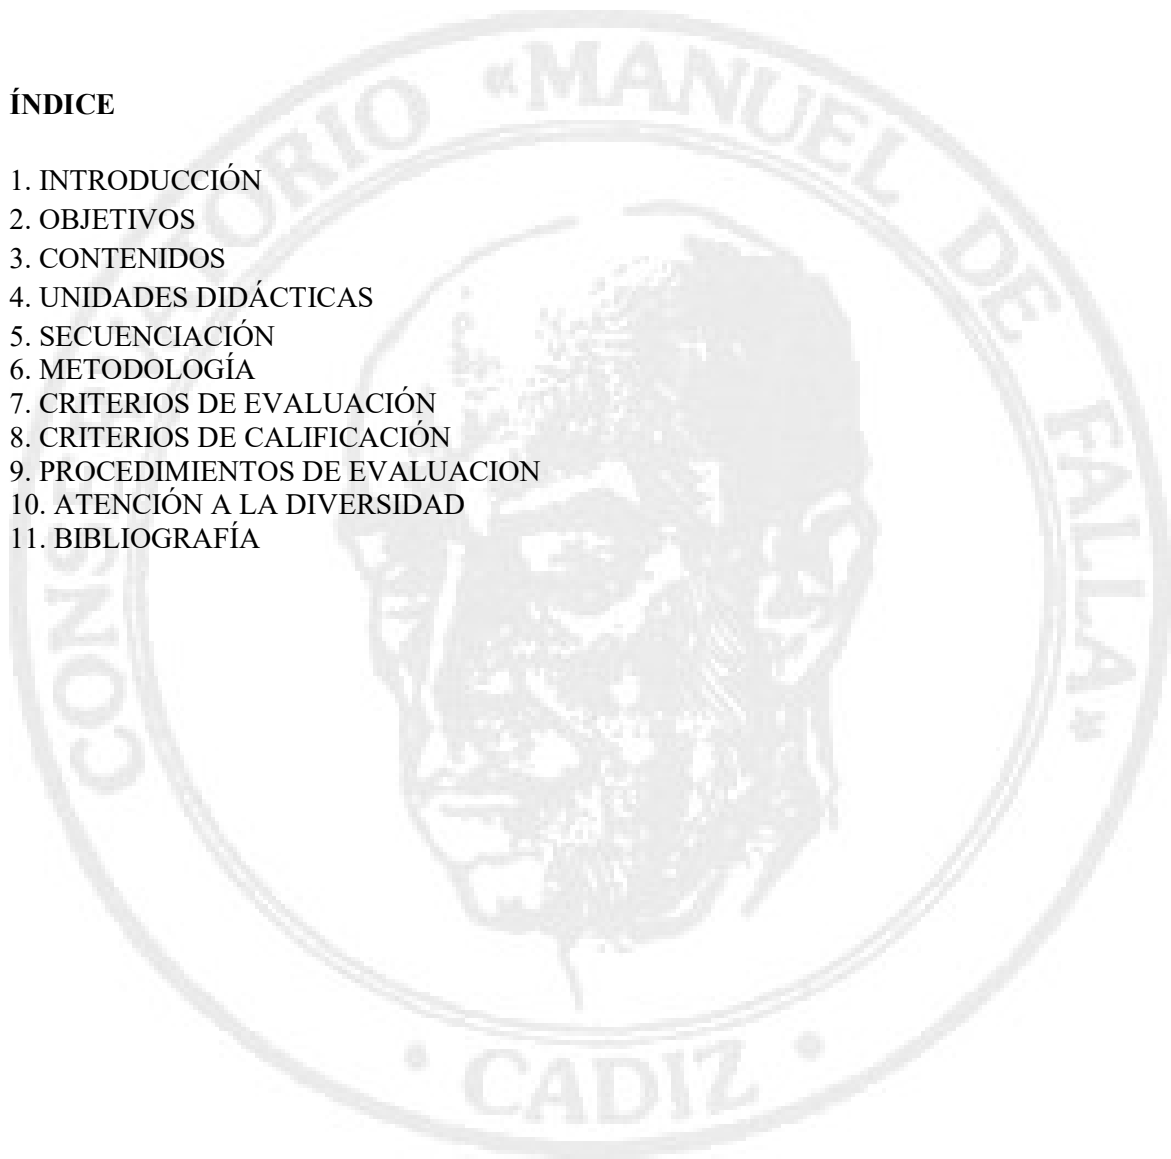 ÍNDICE
1. INTRODUCCIÓN
2. OBJETIVOS
3. CONTENIDOS
4. UNIDADES DIDÁCTICAS
5. SECUENCIACIÓN
6. METODOLOGÍA
7. CRITERIOS DE EVALUACIÓN
8. CRITERIOS DE CALIFICACIÓN
9. PROCEDIMIENTOS DE EVALUACION
10. ATENCIÓN A LA DIVERSIDAD
11. BIBLIOGRAFÍA
CONSERVATORIO «MANUEL DE FALLA»
• CADIZ •